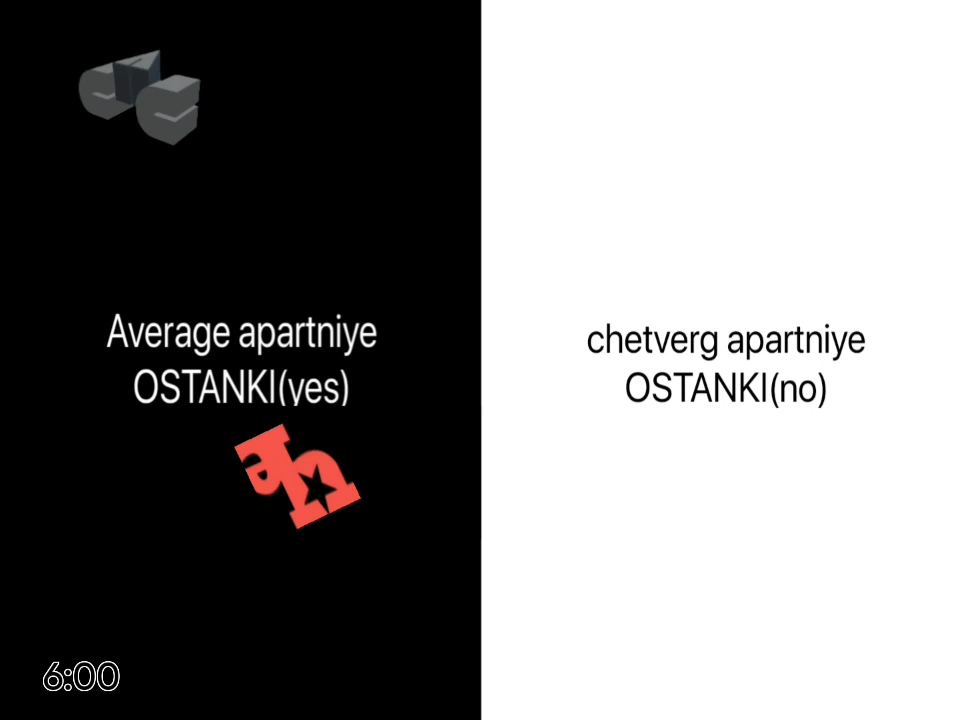 Average apartniye
OSTANKI(yes)
6:00
chetverg apartniye
OSTANKI(no)